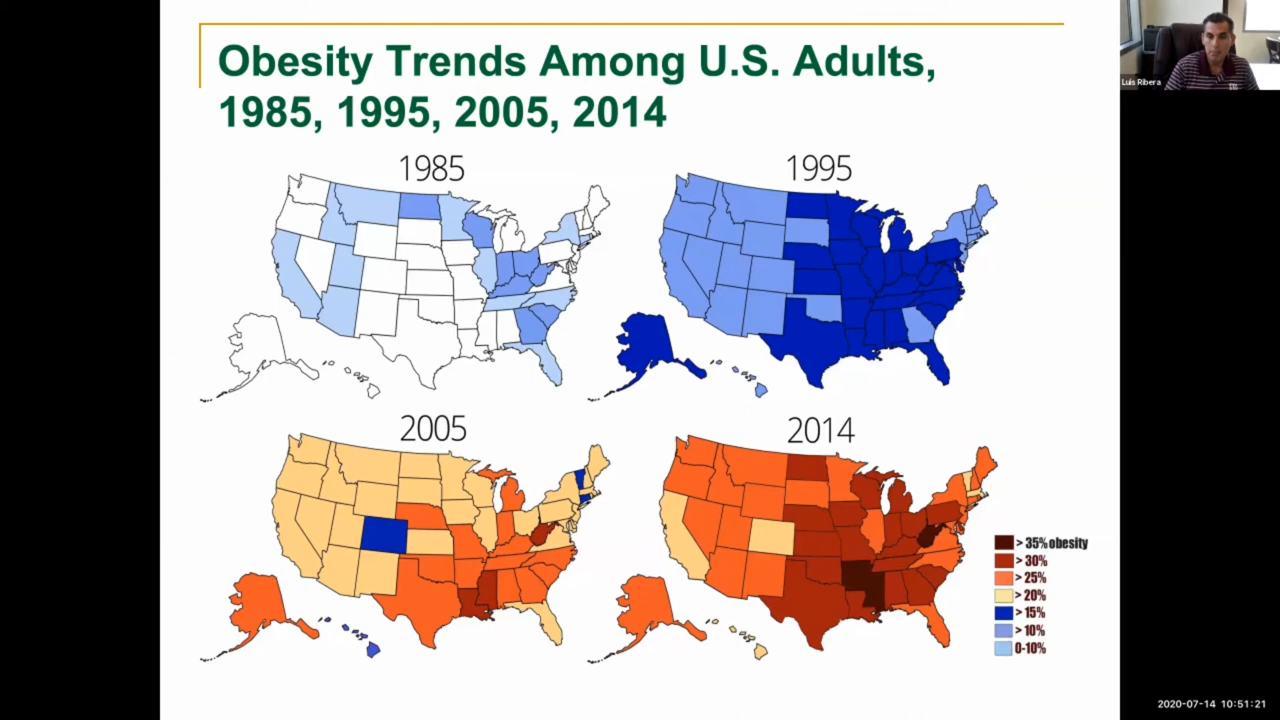 Obesity Trends Among U.S. Adults,
1985, 1995, 2005, 2014
1985
1995
2005
2014
> 35% obesity
> 30%
> 25%
> 20%
> 15%
> 10%
0-10%
Luis Ribera
2020-07-14 10:51:21